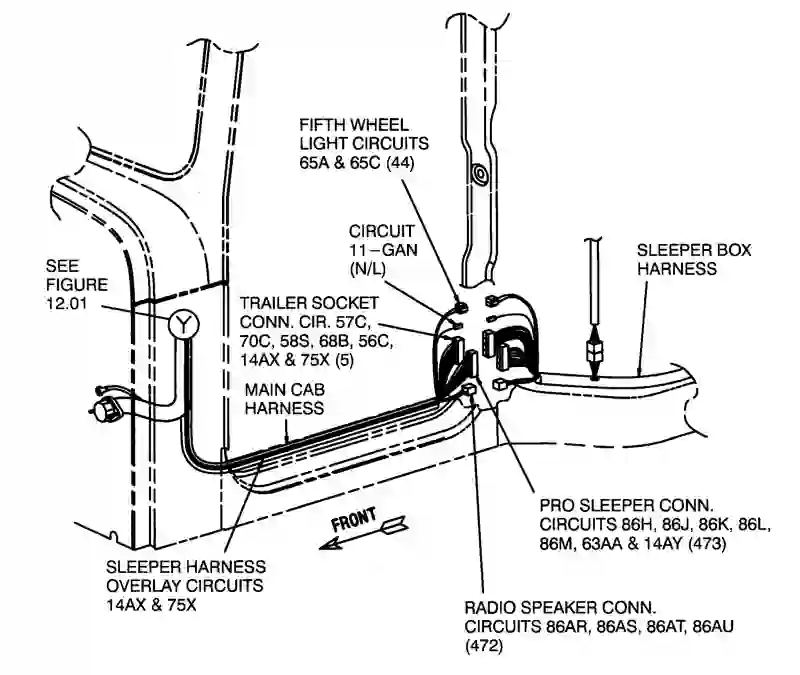 FIFTH WHEEL
LIGHT CIRCUITS
65A & 65C (44)
CIRCUIT
11-GAN
(N/L)
SEE
FIGURE
12.01
Y
TRAILER SOCKET
CONN. CIR. 57C,
70C, 58S, 68B, 56C,
14AX & 75X (5)
SLEEPER BOX
HARNESS
MAIN CAB
HARNESS
FRONT
PRO SLEEPER CONN.
CIRCUITS 86H, 86J, 86K, 86L,
86M, 63AA & 14AY (473)
SLEEPER HARNESS
OVERLAY CIRCUITS
14AX & 75X
RADIO SPEAKER CONN.
CIRCUITS 86AR, 86AS, 86AT, 86AU
(472)